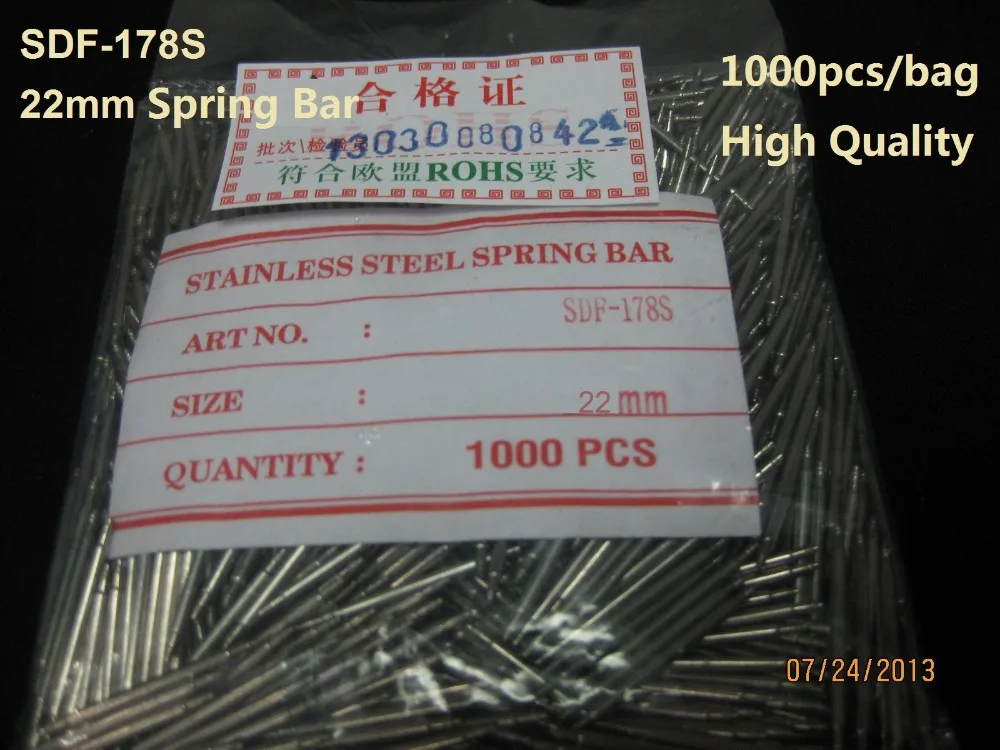 SDF-178S
22mm Spring Bar
1000pcs/bag
High Quality
合格证
批次\检验员
符合欧盟ROHS要求
STAINLESS STEEL SPRING BAR
ART NO. : SDF-178S
SIZE : 22 mm
QUANTITY : 1000 PCS
07/24/2013